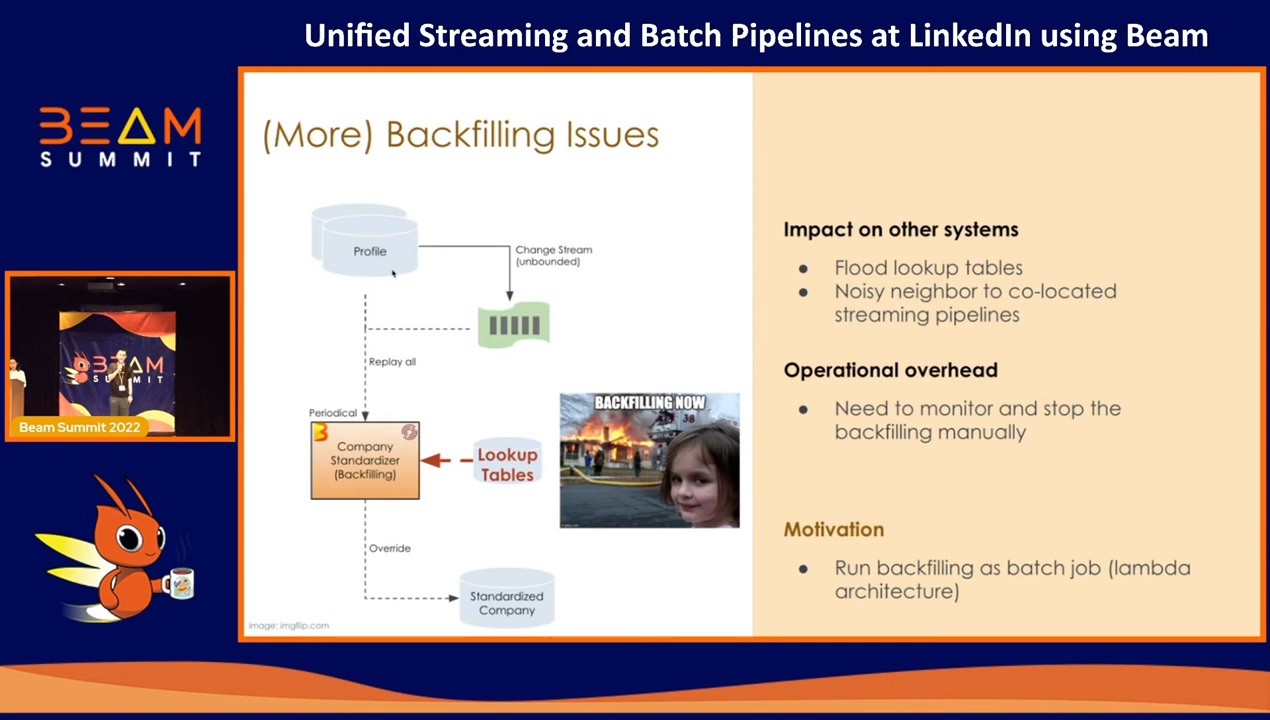 Unified Streaming and Batch Pipelines at LinkedIn using Beam
BEAM
SUMMIT
(More) Backfilling Issues
Profile
Change Stream
(unbounded)
Replay all
Periodical
Company
Standardizer
(Backfilling)
Lookup
Tables
Override
Standardized
Company
image: imgflip.com
BACKFILLING NOW
38
Impact on other systems
● Flood lookup tables
● Noisy neighbor to co-located
streaming pipelines
Operational overhead
● Need to monitor and stop the
backfilling manually
Motivation
● Run backfilling as batch job (lambda
architecture)
BEAM
SUMMIT
Beam Summit 2022